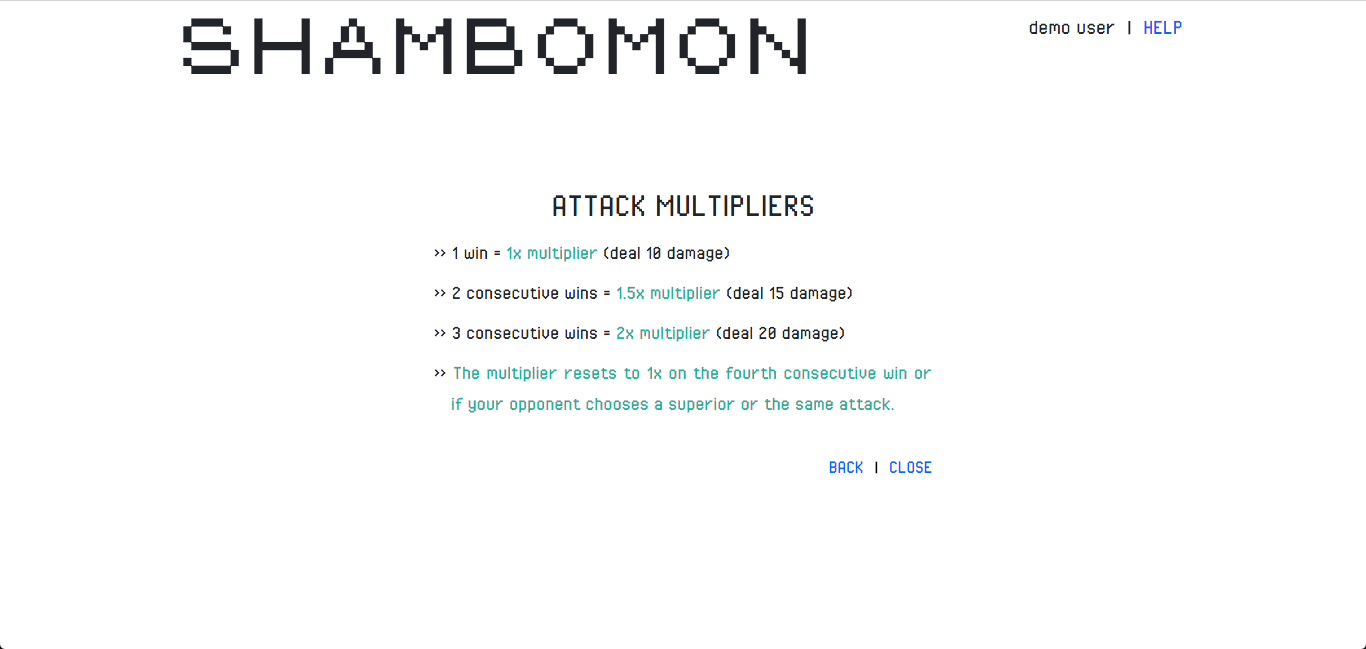 SHAMBOMON
demo user | HELP
ATTACK MULTIPLIERS
>> 1 win = 1x multiplier (deal 10 damage)
>> 2 consecutive wins = 1.5x multiplier (deal 15 damage)
>> 3 consecutive wins = 2x multiplier (deal 20 damage)
>> The multiplier resets to 1x on the fourth consecutive win or
if your opponent chooses a superior or the same attack.
BACK | CLOSE